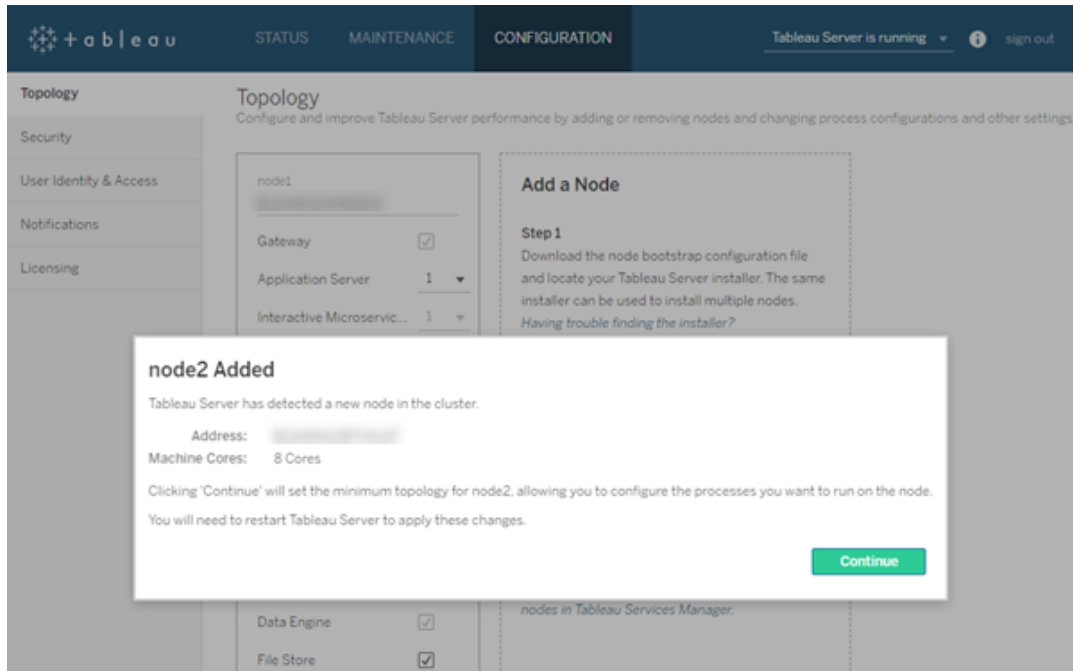 + a b | e a u
STATUS
MAINTENANCE
CONFIGURATION
Tableau Server is running
sign out
Topology
Security
User Identity & Access
Notifications
Licensing
Topology
Configure and improve Tableau Server performance by adding or removing nodes and changing process configurations and other settings
node1
Gateway
Application Server 1
Interactive Microservic... 1
Add a Node
Step 1
Download the node bootstrap configuration file
and locate your Tableau Server installer. The same
installer can be used to install multiple nodes.
Having trouble finding the installer?
node2 Added
Tableau Server has detected a new node in the cluster.
Address:
Machine Cores: 8 Cores
Clicking 'Continue' will set the minimum topology for node2, allowing you to configure the processes you want to run on the node.
You will need to restart Tableau Server to apply these changes.
Continue
Data Engine
File Store
nodes in Tableau Services Manager.